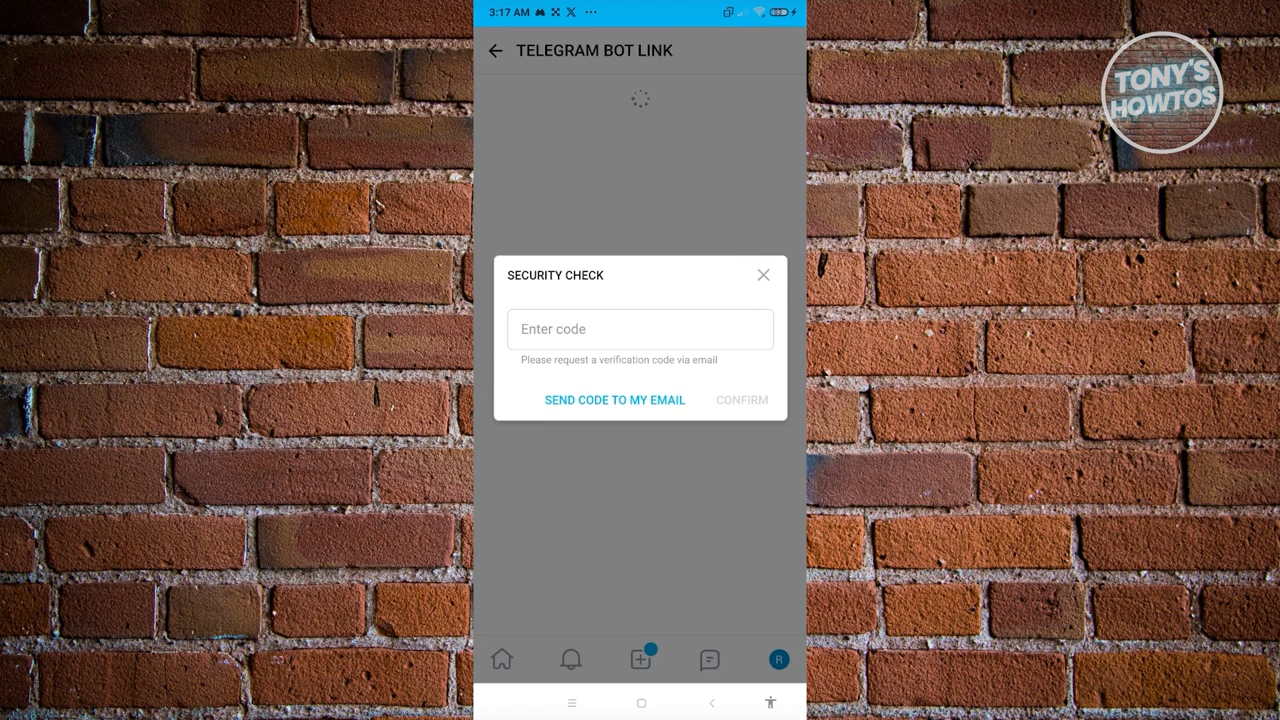 3:17 AM
83
TELEGRAM BOT LINK
TONY'S
HOWTOS
SECURITY CHECK
Enter code
Please request a verification code via email
SEND CODE TO MY EMAIL
CONFIRM
R